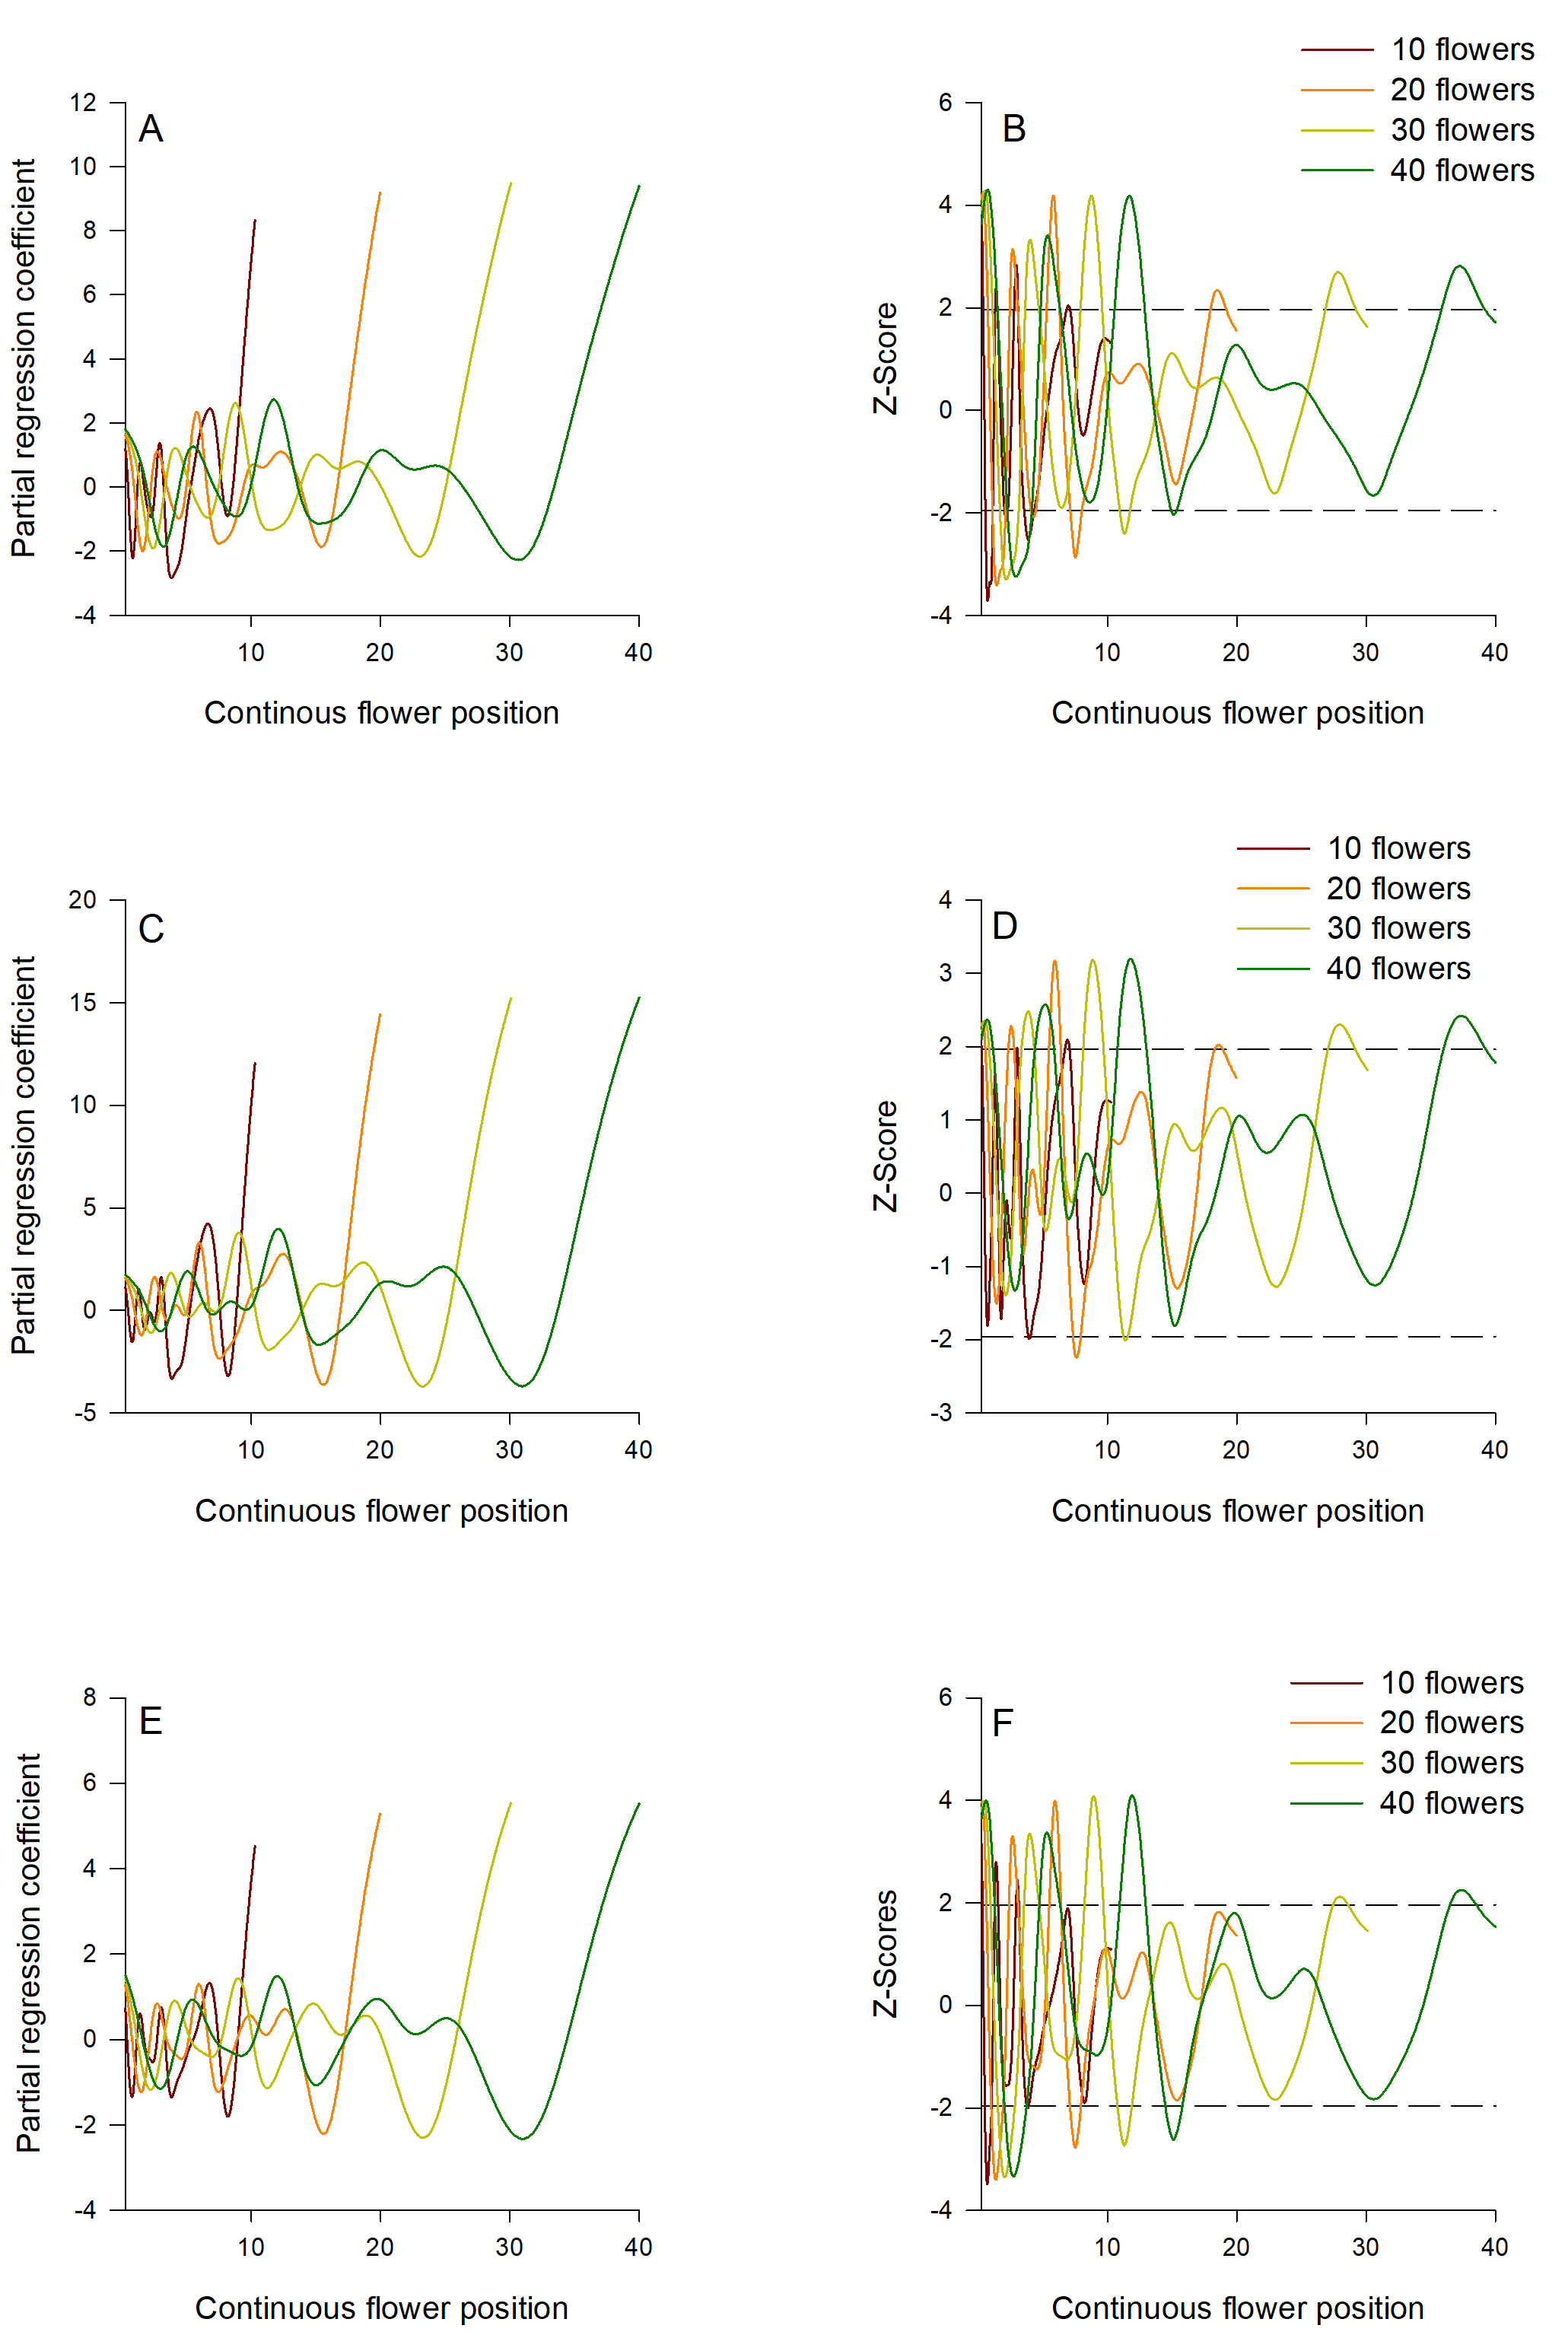 10 flowers
20 flowers
30 flowers
40 flowers
A
12
10
8
6
4
2
0
-2
-4
10 20 30 40
Partial regression coefficient
Continous flower position
B
6
4
2
0
-2
-4
10 20 30 40
Z-Score
Continuous flower position
10 flowers
20 flowers
30 flowers
40 flowers
C
20
15
10
5
0
-5
10 20 30 40
Partial regression coefficient
Continuous flower position
D
4
3
2
1
0
-1
-2
-3
10 20 30 40
Z-Score
Continuous flower position
10 flowers
20 flowers
30 flowers
40 flowers
E
8
6
4
2
0
-2
-4
10 20 30 40
Partial regression coefficient
Continuous flower position
F
6
4
2
0
-2
-4
10 20 30 40
Z-Scores
Continuous flower position